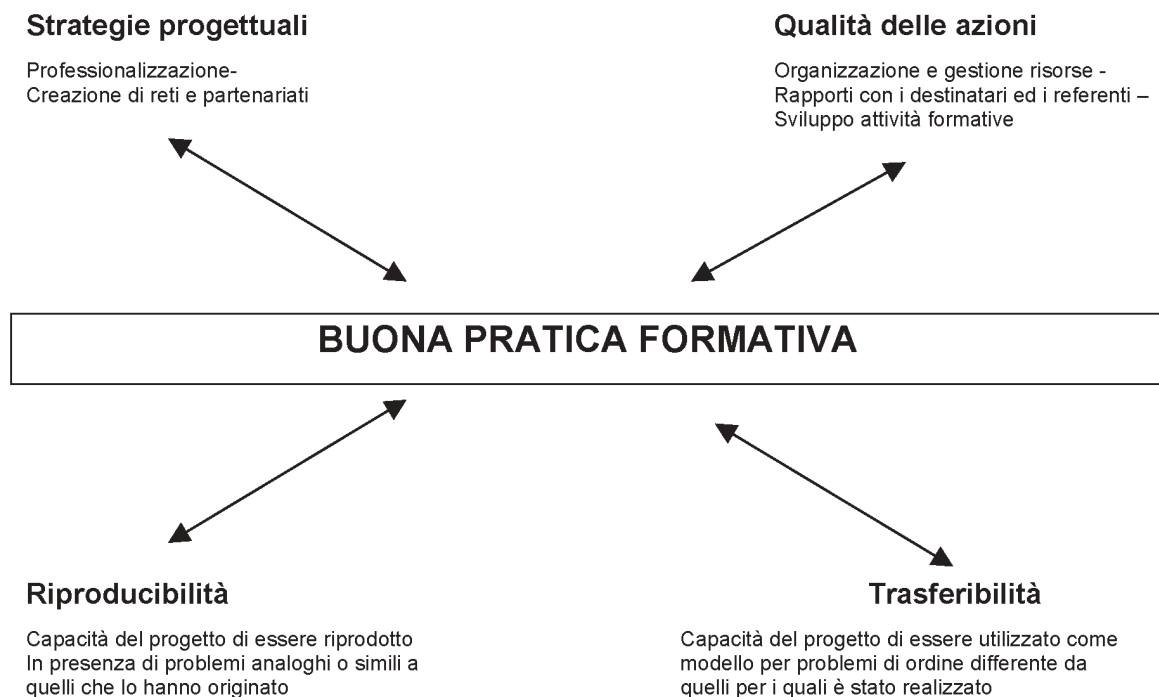 Strategie progettuali
Professionalizzazione-
Creazione di reti e partenariati
Qualità delle azioni
Organizzazione e gestione risorse -
Rapporti con i destinatari ed i referenti –
Sviluppo attività formative
BUONA PRATICA FORMATIVA
Riproducibilità
Capacità del progetto di essere riprodotto
In presenza di problemi analoghi o simili a
quelli che lo hanno originato
Trasferibilità
Capacità del progetto di essere utilizzato come
modello per problemi di ordine differente da
quelli per i quali è stato realizzato